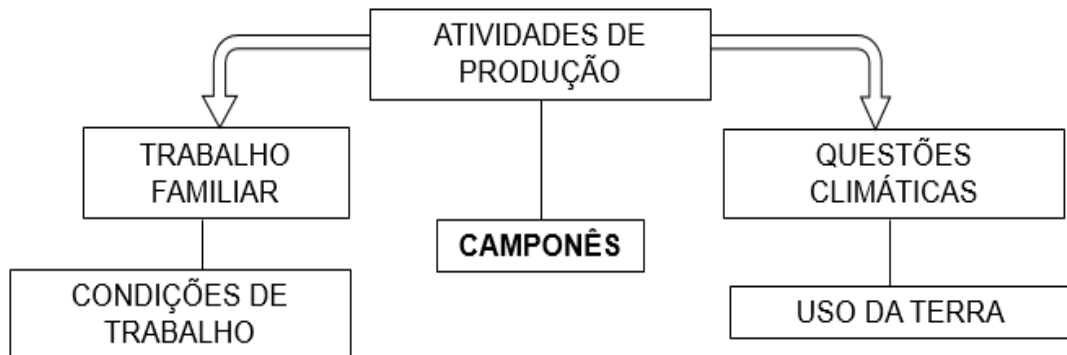 ATIVIDADES DE
PRODUÇÃO
TRABALHO
FAMILIAR
QUESTÕES
CLIMÁTICAS
CAMPONÊS
CONDIÇÕES DE
TRABALHO
USO DA TERRA